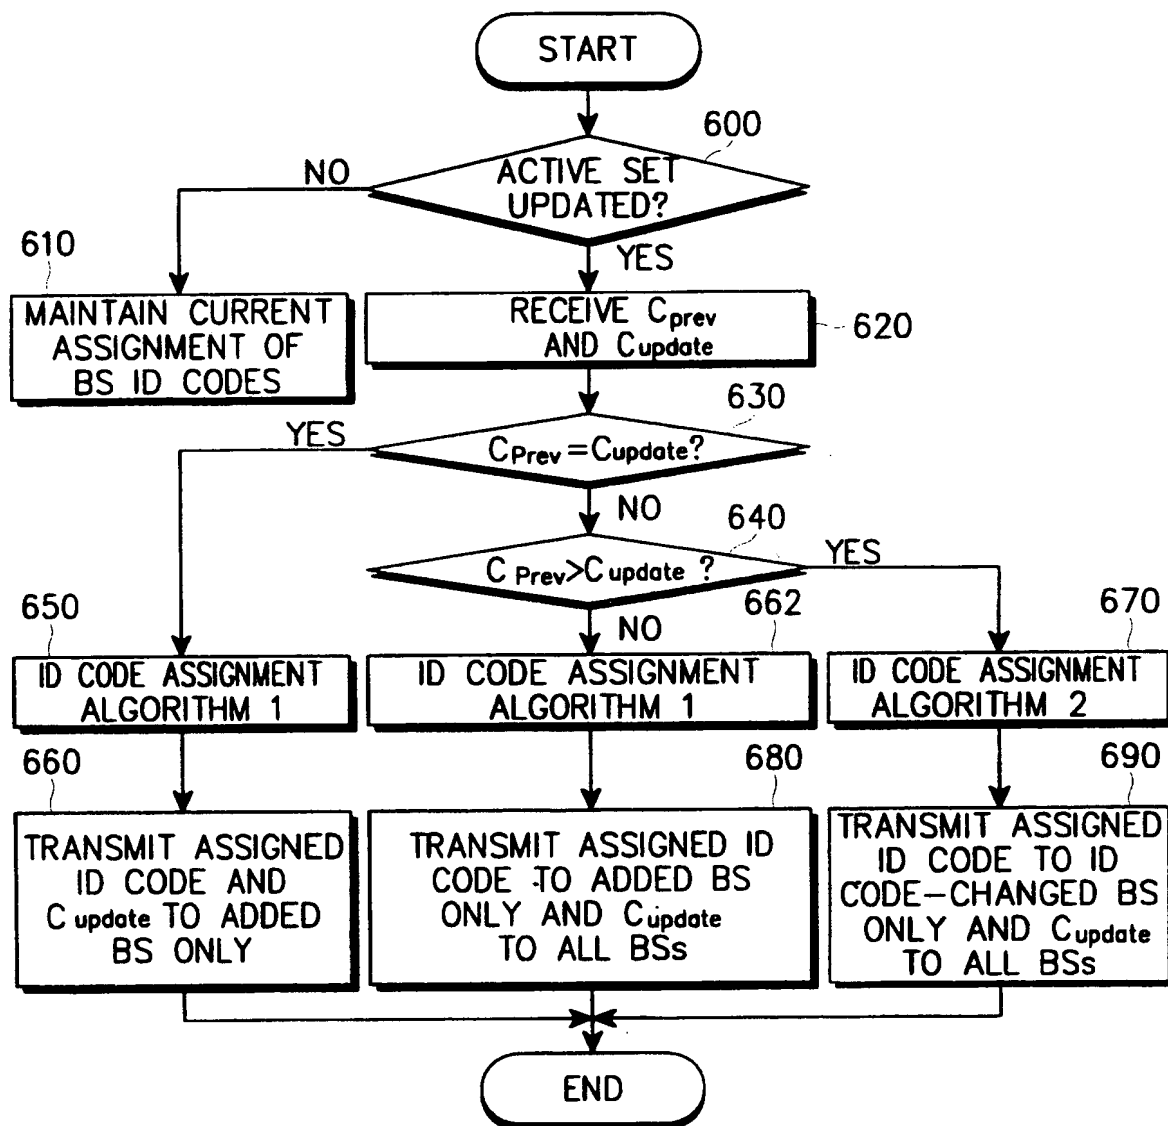 START
600
ACTIVE SET
UPDATED?
NO
YES
610
MAINTAIN CURRENT
ASSIGNMENT OF
BS ID CODES
RECEIVE Cprev
AND Cupdate
620
630
CPrev=Cupdate?
YES
NO
640
C Prev>C update ?
YES
NO
650
ID CODE ASSIGNMENT
ALGORITHM 1
662
ID CODE ASSIGNMENT
ALGORITHM 1
670
ID CODE ASSIGNMENT
ALGORITHM 2
660
TRANSMIT ASSIGNED
ID CODE AND
C update TO ADDED
BS ONLY
680
TRANSMIT ASSIGNED ID
CODE TO ADDED BS
ONLY AND Cupdate
TO ALL BSs
690
TRANSMIT ASSIGNED
ID CODE TO ID
CODE-CHANGED BS
ONLY AND Cupdate
TO ALL BSs
END